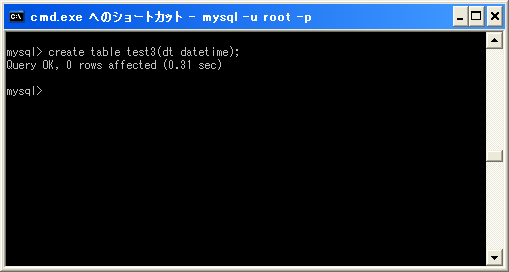 cmd.exe へのショートカット - mysql -u root -p
mysql> create table test3(dt datetime);
Query OK, 0 rows affected (0.31 sec)
mysql>